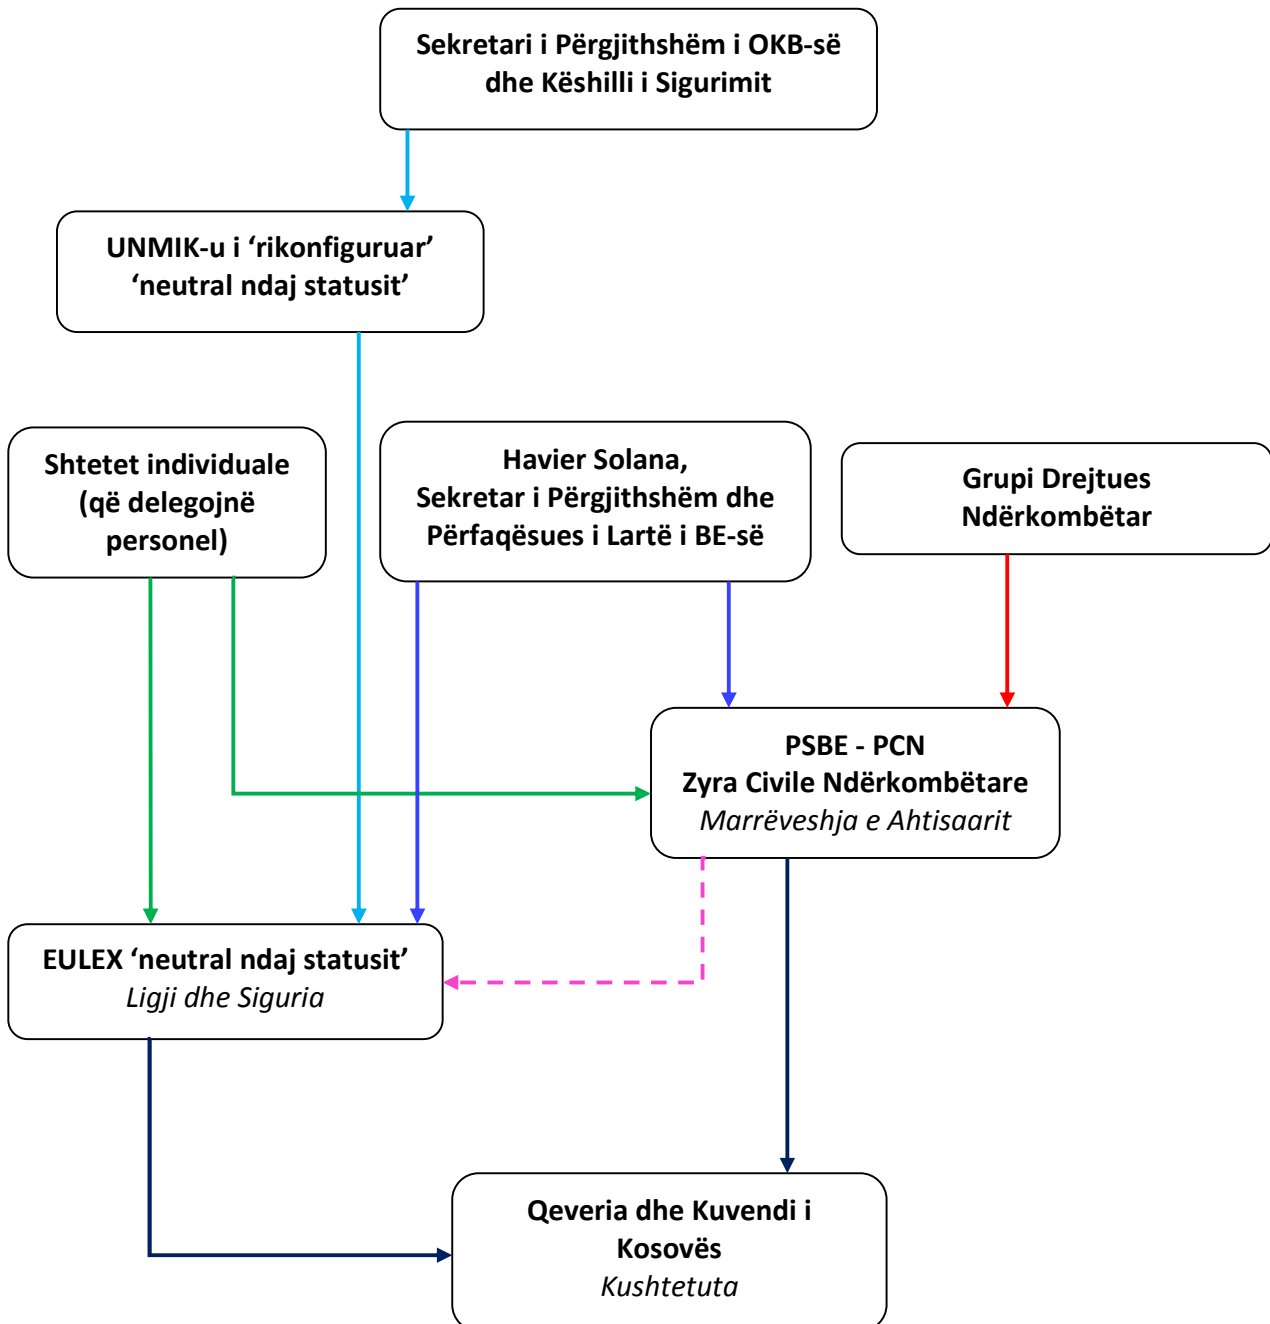 Sekretari i Përgjithshëm i OKB-së
dhe Këshilli i Sigurimit
UNMIK-u i ‘rikonfiguruar’
‘neutral ndaj statusit’
Shtetet individuale
(që delegojnë
personel)
Havier Solana,
Sekretar i Përgjithshëm dhe
Përfaqësues i Lartë i BE-së
Grupi Drejtues
Ndërkombëtar
PSBE - PCN
Zyra Civile Ndërkombëtare
Marrëveshja e Ahtisaarit
EULEX ‘neutral ndaj statusit’
Ligji dhe Siguria
Qeveria dhe Kuvendi i
Kosovës
Kushtetuta